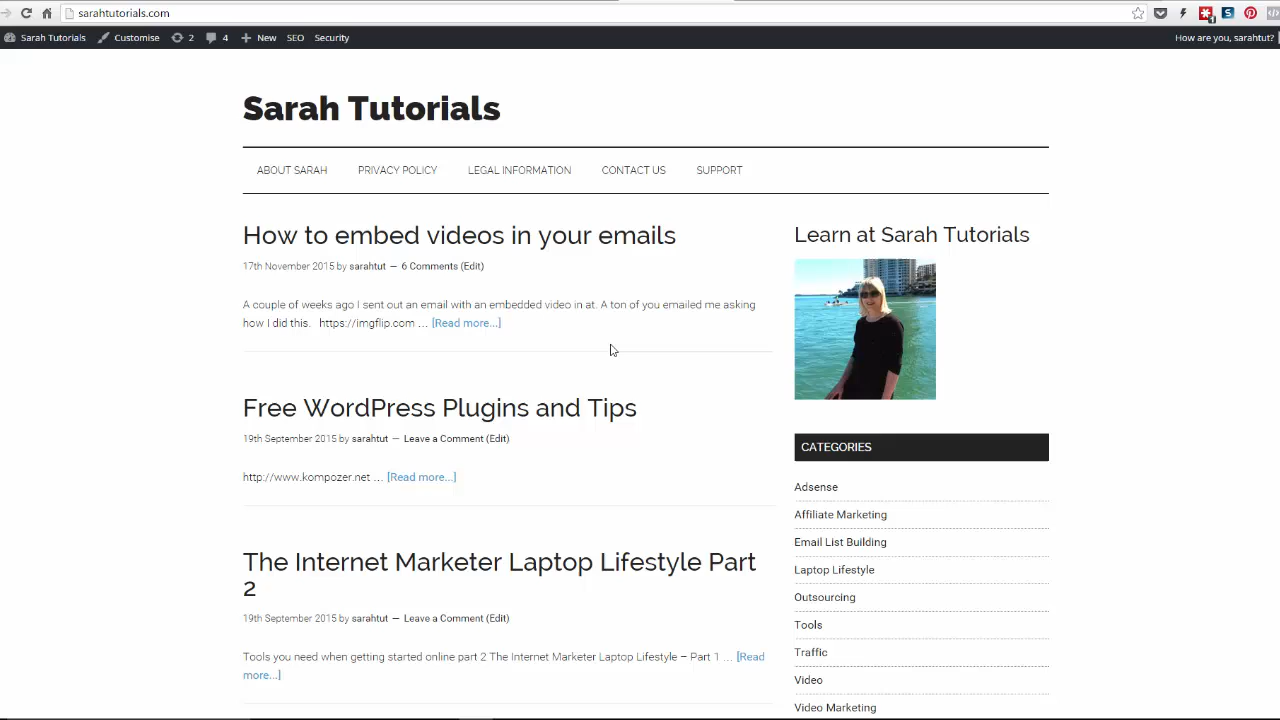 sarahtutorials.com
Sarah Tutorials Customise 2 4 New SEO Security How are you, sarahtut?
Sarah Tutorials
ABOUT SARAH PRIVACY POLICY LEGAL INFORMATION CONTACT US SUPPORT
How to embed videos in your emails
17th November 2015 by sarahtut — 6 Comments (Edit)
A couple of weeks ago I sent out an email with an embedded video in at. A ton of you emailed me asking
how I did this. https://imgflip.com … [Read more...]
Free WordPress Plugins and Tips
19th September 2015 by sarahtut — Leave a Comment (Edit)
http://www.kompozer.net … [Read more...]
The Internet Marketer Laptop Lifestyle Part
2
19th September 2015 by sarahtut — Leave a Comment (Edit)
Tools you need when getting started online part 2 The Internet Marketer Laptop Lifestyle – Part 1 … [Read
more...]
Learn at Sarah Tutorials
CATEGORIES
Adsense
Affiliate Marketing
Email List Building
Laptop Lifestyle
Outsourcing
Tools
Traffic
Video
Video Marketing